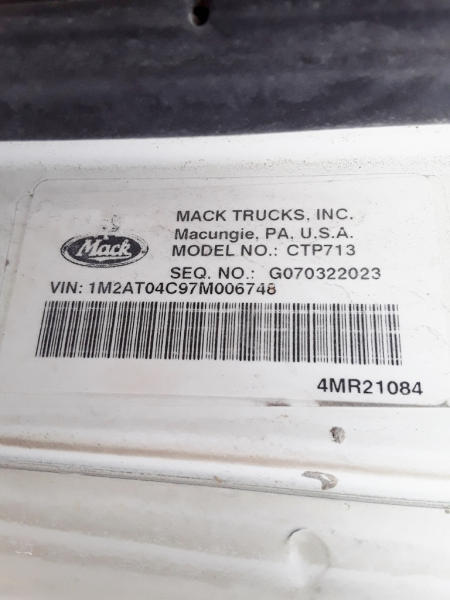 MACK TRUCKS, INC.
Macungie, PA, U.S.A.
Mack
MODEL NO.: CTP713
SEQ. NO.: G070322023
VIN: 1M2AT04C97M006748
4MR21084